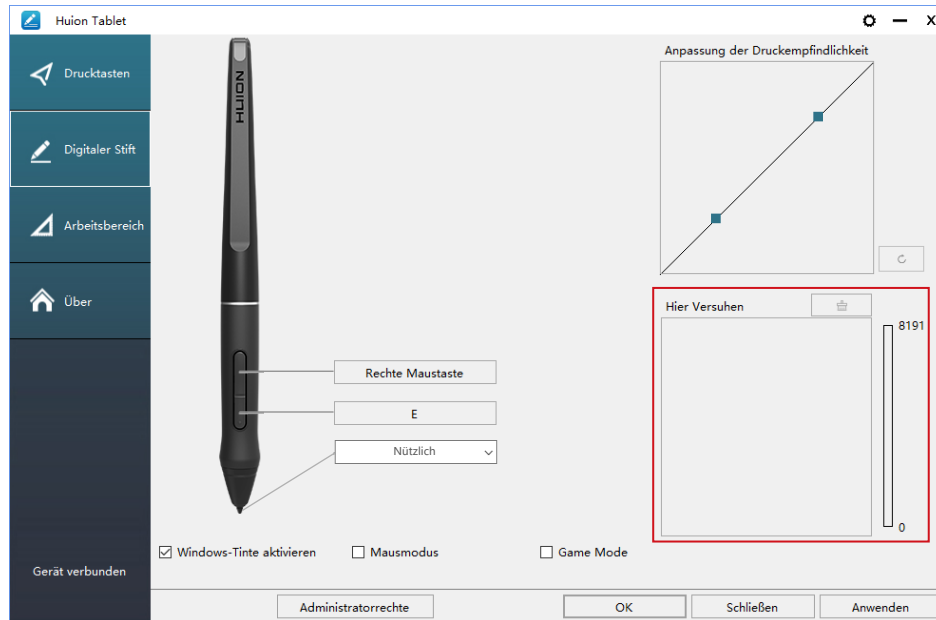 Huion Tablet
Drucktasten
Digitaler Stift
Arbeitsbereich
Über
Gerät verbunden
HUION
Rechte Maustaste
E
Nützlich
Windows-Tinte aktivieren
Mausmodus
Game Mode
Anpassung der Druckempfindlichkeit
Hier Versuhen
8191
0
Administratorrechte
OK
Schließen
Anwenden